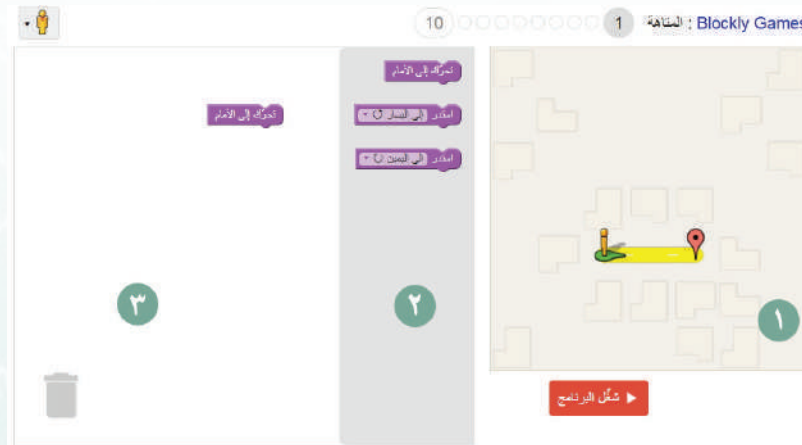 Blockly Games : المتاهة 1 10
تحرّك إلى الأمام
استدر إلى اليسار
استدر إلى اليمين
تحرّك إلى الأمام
١
٢
٣
شغّل البرنامج